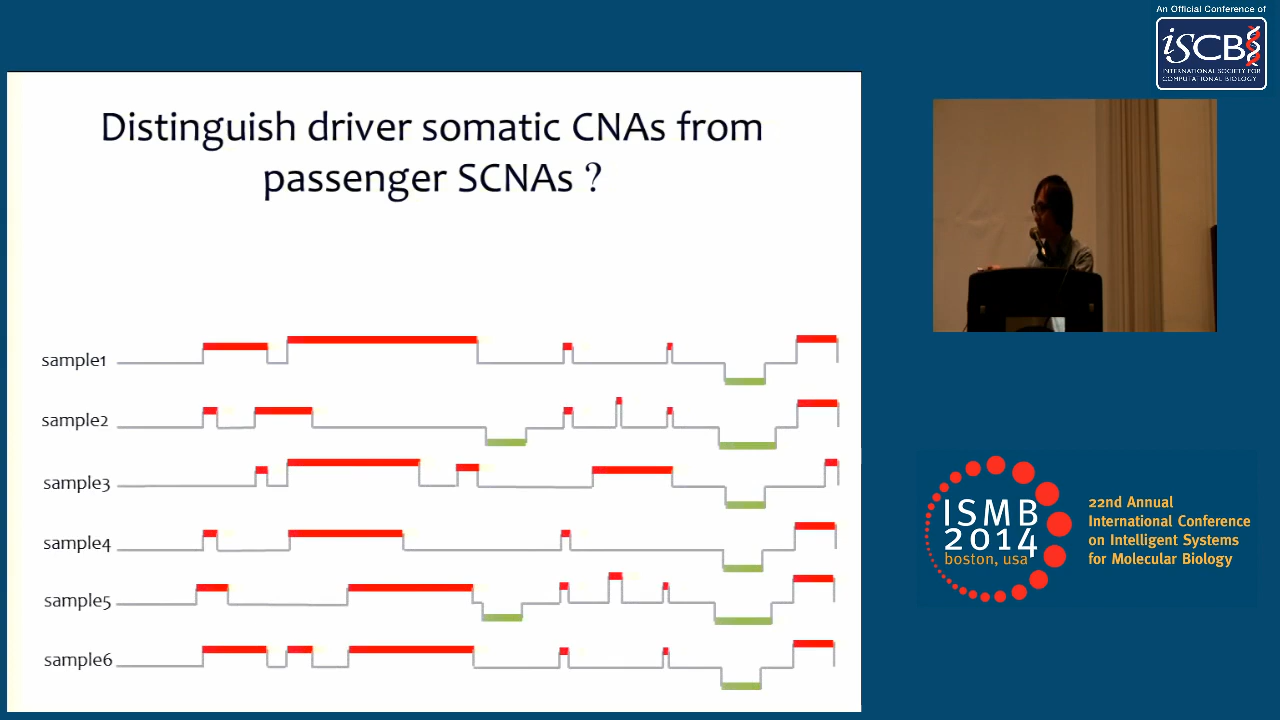 An Official Conference of
iSCB
INTERNATIONAL SOCIETY FOR
COMPUTATIONAL BIOLOGY
Distinguish driver somatic CNAs from
passenger SCNAs ?
sample1
sample2
sample3
sample4
sample5
sample6
ISMB
2014
boston, usa
22nd Annual
International Conference
on Intelligent Systems
for Molecular Biology